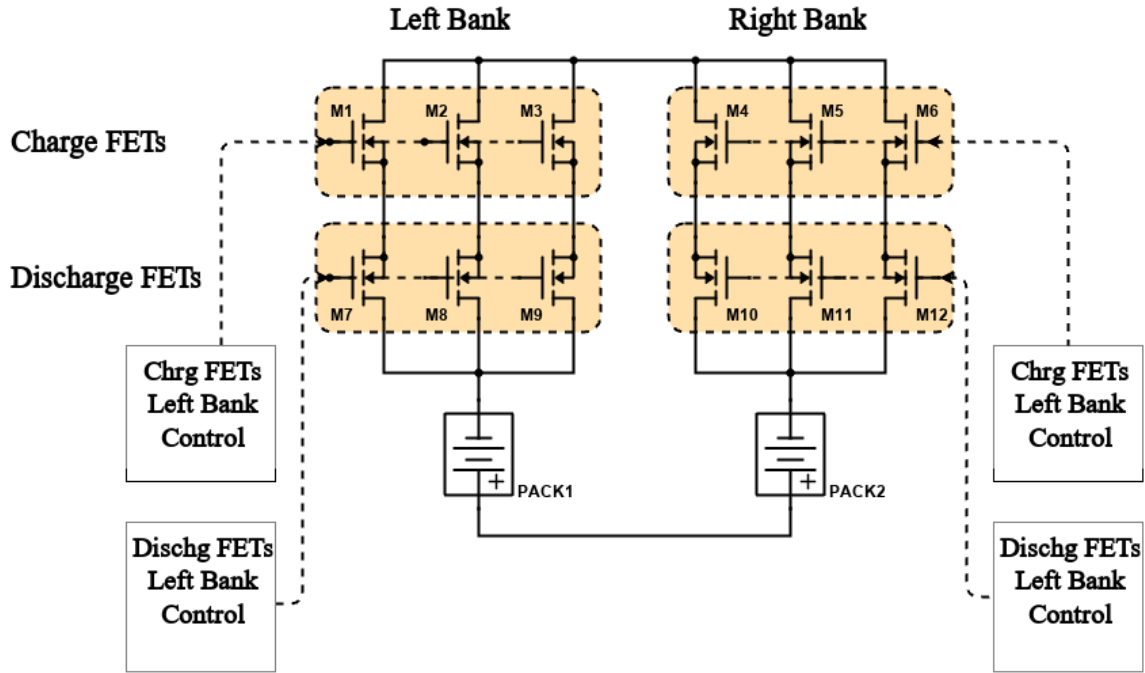 Left Bank
Right Bank
M1
M2
M3
M4
M5
M6
Charge FETs
Discharge FETs
M7
M8
M9
M10
M11
M12
Chrg FETs
Left Bank
Control
Chrg FETs
Left Bank
Control
+
PACK1
+
PACK2
Dischg FETs
Left Bank
Control
Dischg FETs
Left Bank
Control